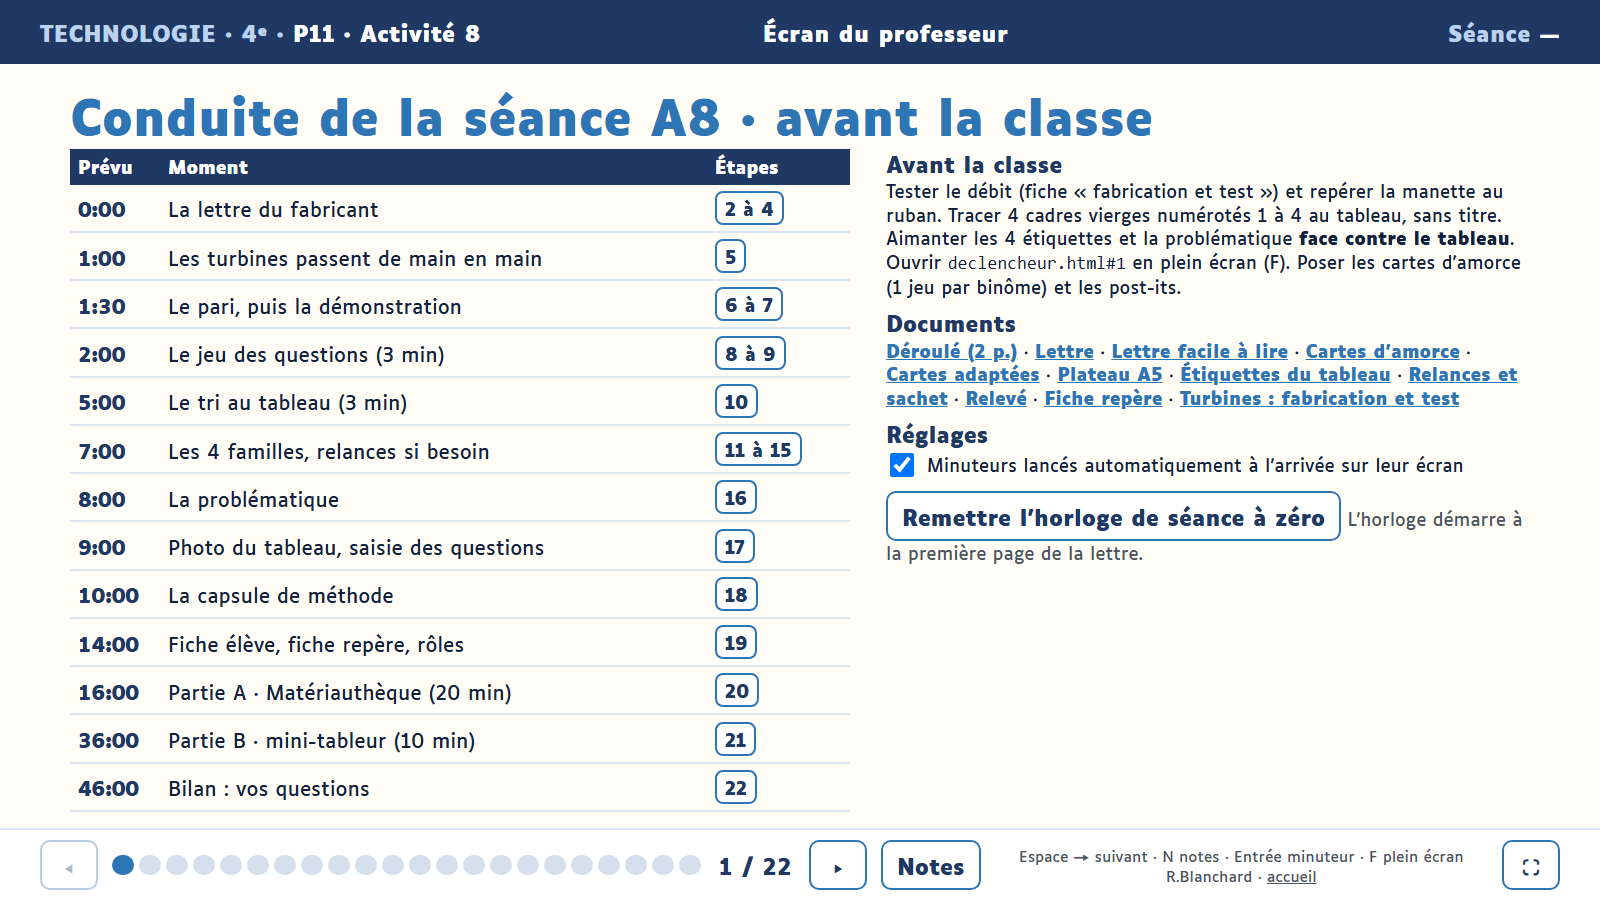 TECHNOLOGIE · 4ᵉ · P11 · Activité 8
Écran du professeur
Séance —
Conduite de la séance A8 · avant la classe
Prévu Moment Étapes
0:00 La lettre du fabricant 2 à 4
1:00 Les turbines passent de main en main 5
1:30 Le pari, puis la démonstration 6 à 7
2:00 Le jeu des questions (3 min) 8 à 9
5:00 Le tri au tableau (3 min) 10
7:00 Les 4 familles, relances si besoin 11 à 15
8:00 La problématique 16
9:00 Photo du tableau, saisie des questions 17
10:00 La capsule de méthode 18
14:00 Fiche élève, fiche repère, rôles 19
16:00 Partie A · Matériauthèque (20 min) 20
36:00 Partie B · mini-tableur (10 min) 21
46:00 Bilan : vos questions 22
Avant la classe
Tester le débit (fiche « fabrication et test ») et repérer la manette au
ruban. Tracer 4 cadres vierges numérotés 1 à 4 au tableau, sans titre.
Aimanter les 4 étiquettes et la problématique face contre le tableau.
Ouvrir declencheur.html#1 en plein écran (F). Poser les cartes d’amorce
(1 jeu par binôme) et les post-its.
Documents
Déroulé (2 p.) · Lettre · Lettre facile à lire · Cartes d’amorce ·
Cartes adaptées · Plateau A5 · Étiquettes du tableau · Relances et
sachet · Relevé · Fiche repère · Turbines : fabrication et test
Réglages
Minuteurs lancés automatiquement à l’arrivée sur leur écran
Remettre l’horloge de séance à zéro L’horloge démarre à
la première page de la lettre.
1 / 22
Notes
Espace → suivant · N notes · Entrée minuteur · F plein écran
R.Blanchard · accueil